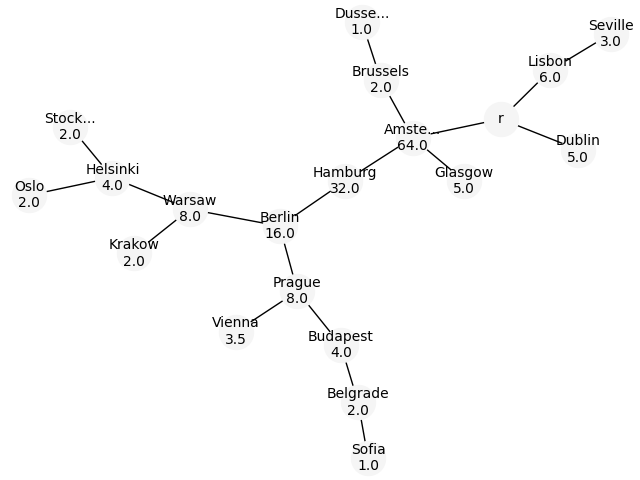 Dusse...
1.0
Seville
3.0
Lisbon
6.0
Brussels
2.0
r
Stock...
2.0
Amste...
64.0
Dublin
5.0
Helsinki
4.0
Hamburg
32.0
Glasgow
5.0
Oslo
2.0
Warsaw
8.0
Berlin
16.0
Krakow
2.0
Prague
8.0
Vienna
3.5
Budapest
4.0
Belgrade
2.0
Sofia
1.0